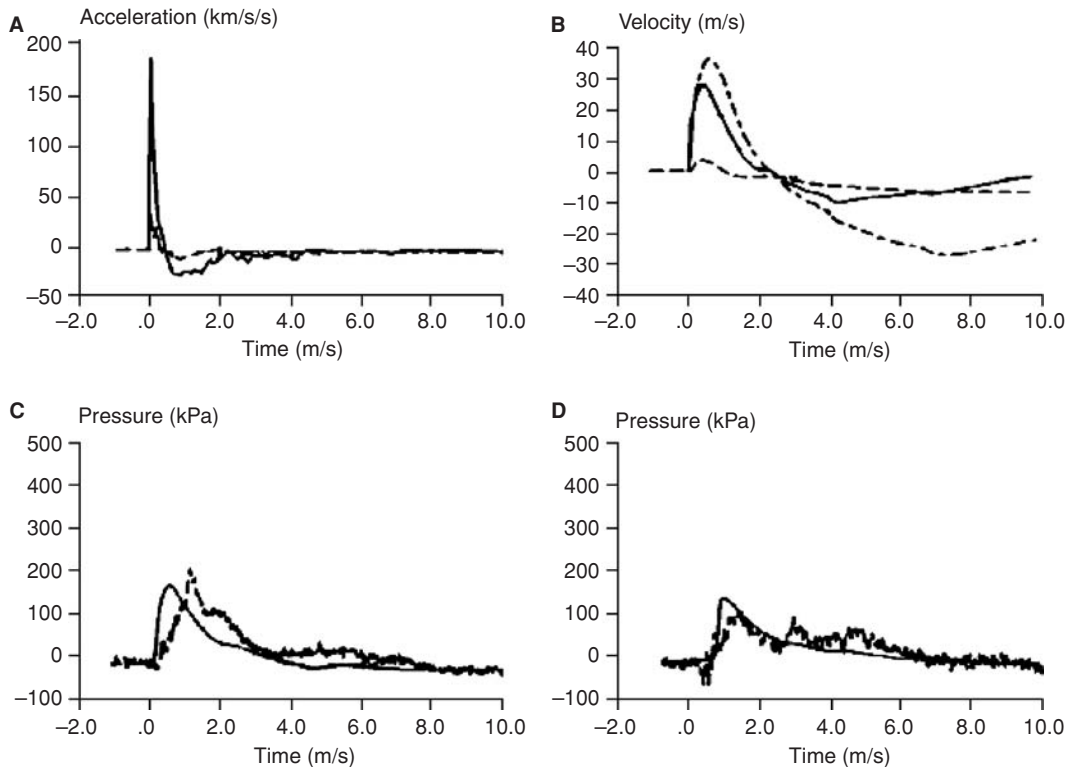 A
Acceleration (km/s/s)
200
150
100
50
0
–50
–2.0 .0 2.0 4.0 6.0 8.0 10.0
Time (m/s)
B
Velocity (m/s)
40
30
20
10
0
–10
–20
–30
–40
–2.0 .0 2.0 4.0 6.0 8.0 10.0
Time (m/s)
C
Pressure (kPa)
500
400
300
200
100
0
–100
–2.0 .0 2.0 4.0 6.0 8.0 10.0
Time (m/s)
D
Pressure (kPa)
500
400
300
200
100
0
–100
–2.0 .0 2.0 4.0 6.0 8.0 10.0
Time (m/s)